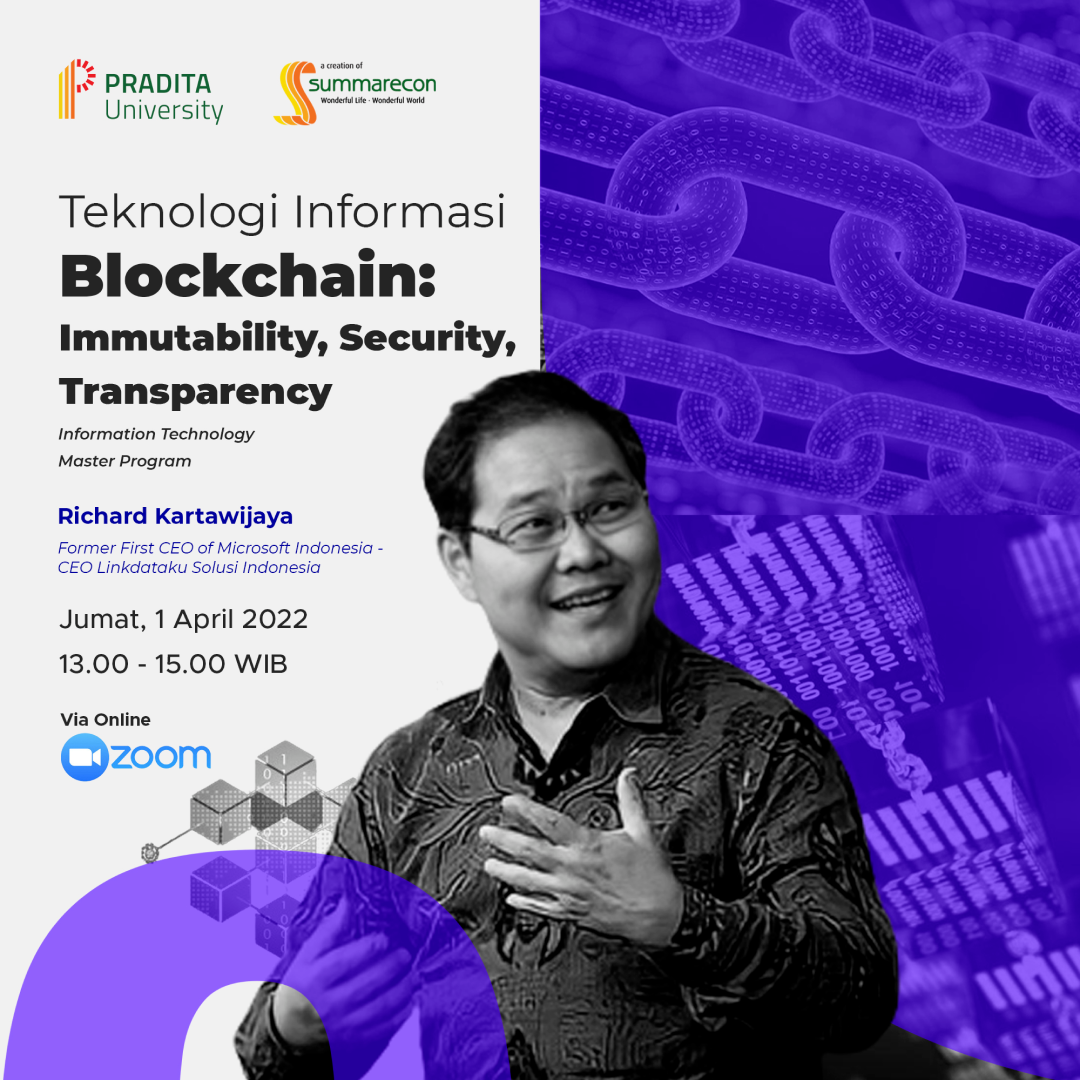 PRADITA
University
a creation of
summarecon
Wonderful Life - Wonderful World
Teknologi Informasi
Blockchain:
Immutability, Security,
Transparency
Information Technology
Master Program
Richard Kartawijaya
Former First CEO of Microsoft Indonesia -
CEO Linkdataku Solusi Indonesia
Jumat, 1 April 2022
13.00 - 15.00 WIB
Via Online
zoom